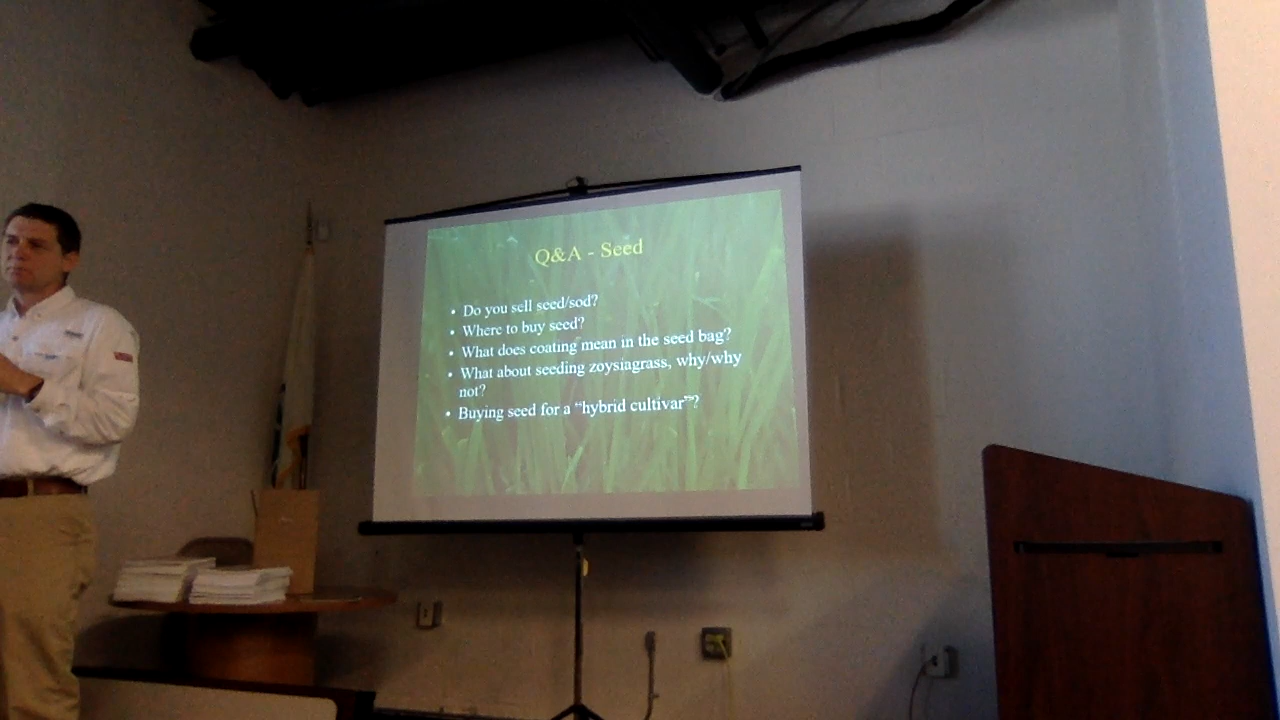 Q&A - Seed
• Do you sell seed/sod?
• Where to buy seed?
• What does coating mean in the seed bag?
• What about seeding zoysiagrass, why/why
not?
• Buying seed for a “hybrid cultivar”?